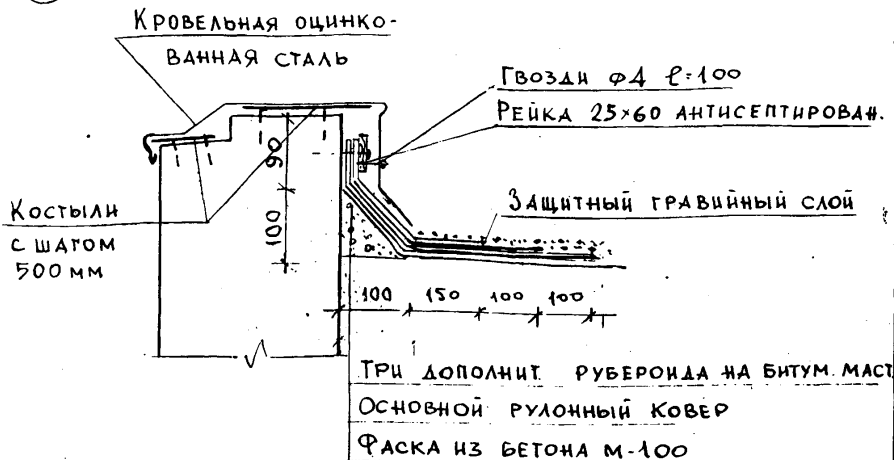 КРОВЕЛЬНАЯ ОЦИНКО-
ВАННАЯ СТАЛЬ
ГВОЗДИ φ4 ℓ=100
РЕЙКА 25×60 АНТИСЕПТИРОВАН.
ЗАЩИТНЫЙ ГРАВИЙНЫЙ СЛОЙ
КОСТЫЛИ
С ШАГОМ
500 ММ
90
100
100 150 100 100
ТРИ ДОПОЛНИТ. РУБЕРОИДА НА БИТУМ. МАСТ
ОСНОВНОЙ РУЛОННЫЙ КОВЕР
ФАСКА ИЗ БЕТОНА М-100